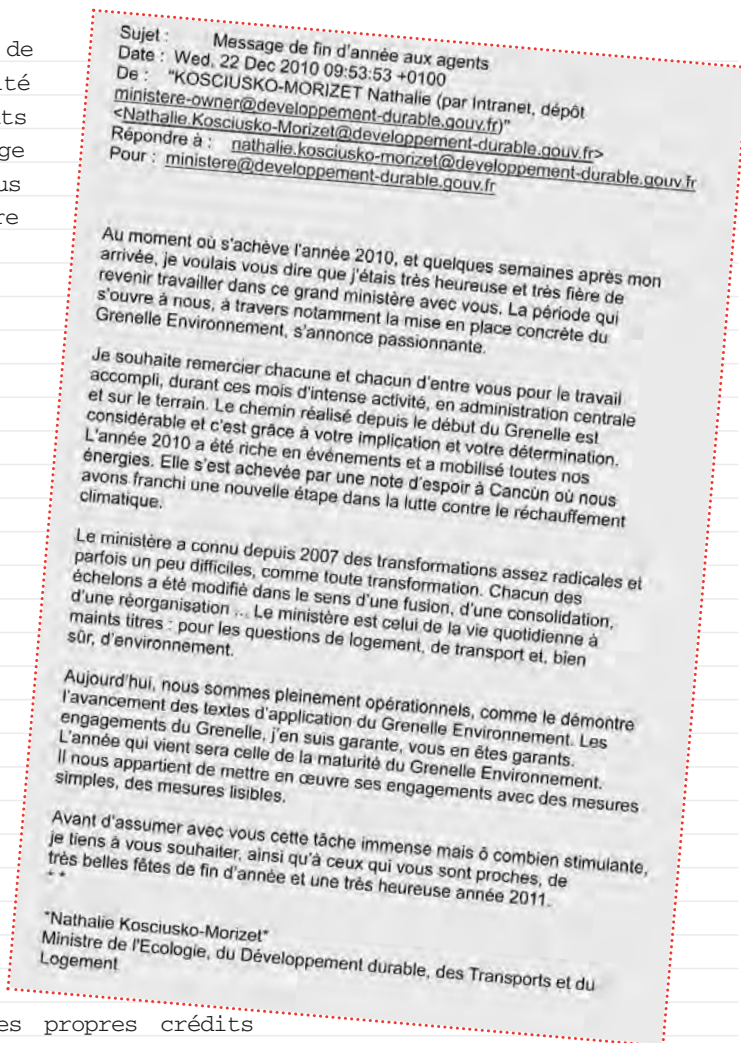 de
ité
ts
ge
us
re
Sujet : Message de fin d'année aux agents
Date : Wed, 22 Dec 2010 09:53:53 +0100
De : "KOSCIUSKO-MORIZET Nathalie (par Intranet, dépôt
ministere-owner@developpement-durable.gouv.fr)"
<Nathalie.Kosciusko-Morizet@developpement-durable.gouv.fr>
Répondre à : nathalie.kosciusko-morizet@developpement-durable.gouv.fr
Pour : ministere@developpement-durable.gouv.fr
Au moment où s'achève l'année 2010, et quelques semaines après mon
arrivée, je voulais vous dire que j'étais très heureuse et très fière de
revenir travailler dans ce grand ministère avec vous. La période qui
s'ouvre à nous, à travers notamment la mise en place concrète du
Grenelle Environnement, s'annonce passionnante.
Je souhaite remercier chacune et chacun d'entre vous pour le travail
accompli, durant ces mois d'intense activité, en administration centrale
et sur le terrain. Le chemin réalisé depuis le début du Grenelle est
considérable et c'est grâce à votre implication et votre détermination.
L'année 2010 a été riche en événements et a mobilisé toutes nos
énergies. Elle s'est achevée par une note d'espoir à Cancùn où nous
avons franchi une nouvelle étape dans la lutte contre le réchauffement
climatique.
Le ministère a connu depuis 2007 des transformations assez radicales et
parfois un peu difficiles, comme toute transformation. Chacun des
échelons a été modifié dans le sens d'une fusion, d'une consolidation,
d'une réorganisation ... Le ministère est celui de la vie quotidienne à
maints titres : pour les questions de logement, de transport et, bien
sûr, d'environnement.
Aujourd'hui, nous sommes pleinement opérationnels, comme le démontre
l'avancement des textes d'application du Grenelle Environnement. Les
engagements du Grenelle, j'en suis garante, vous en êtes garants.
L'année qui vient sera celle de la maturité du Grenelle Environnement.
Il nous appartient de mettre en œuvre ses engagements avec des mesures
simples, des mesures lisibles.
Avant d'assumer avec vous cette tâche immense mais ô combien stimulante,
je tiens à vous souhaiter, ainsi qu'à ceux qui vous sont proches, de
très belles fêtes de fin d'année et une très heureuse année 2011.
* *
*Nathalie Kosciusko-Morizet*
Ministre de l'Ecologie, du Développement durable, des Transports et du
Logement
es propres crédits